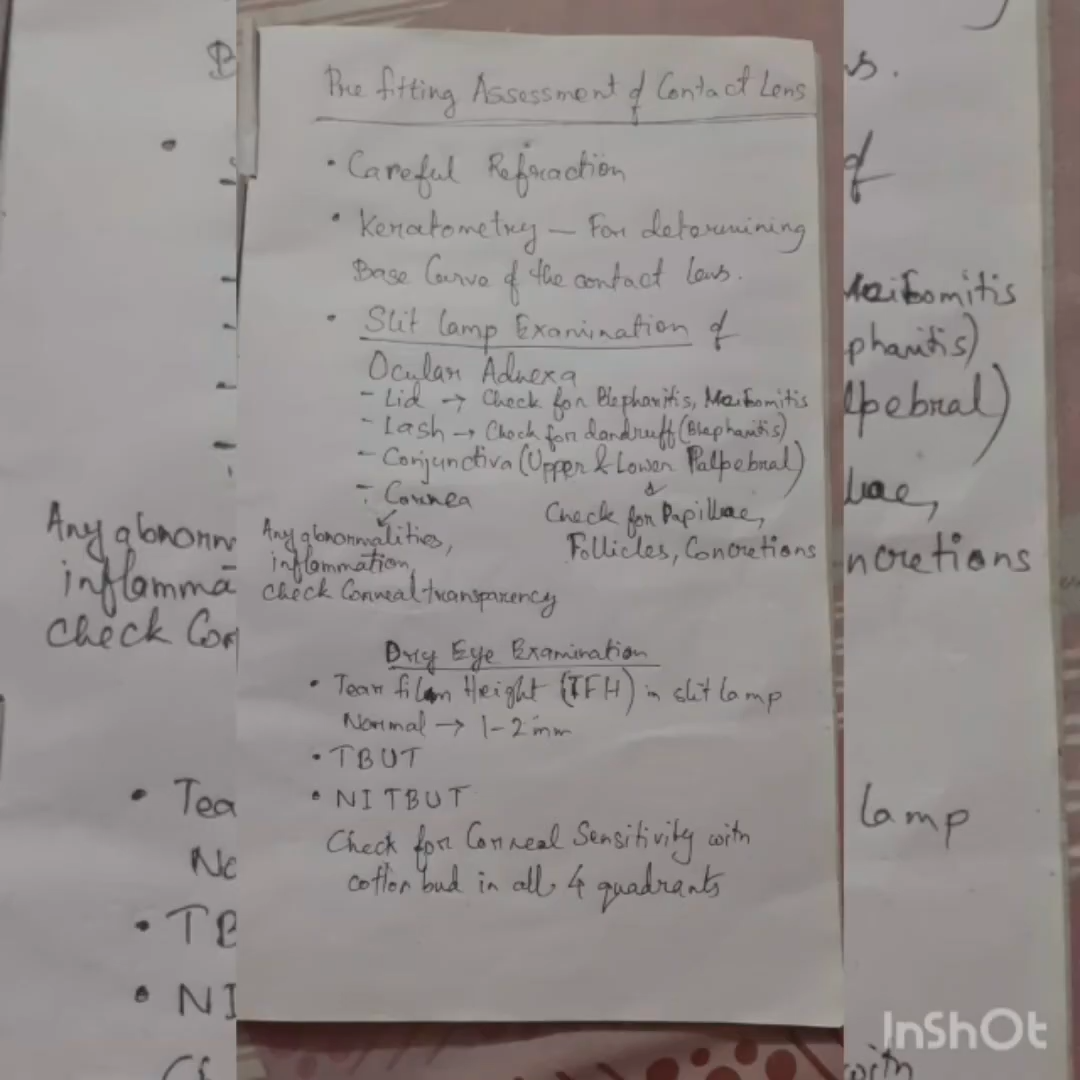 Pre fitting Assessment of Contact Lens
• Careful Refraction
• Keratometry — For determining
Base Curve of the contact lens.
• Slit Lamp Examination of
Ocular Adnexa
- Lid → Check for Blepharitis, Meibomitis
- Lash → Check for dandruff (Blepharitis)
- Conjunctiva (Upper & Lower Palpebral)
- Cornea
Check for Papillae,
Follicles, Concretions
Any abnormalities,
inflammation,
check Corneal transparency
Dry Eye Examination
• Tear film Height (TFH) in slit lamp
Normal → 1-2 mm
• TBUT
• NITBUT
Check for Corneal Sensitivity with
cotton bud in all 4 quadrants
InShOt